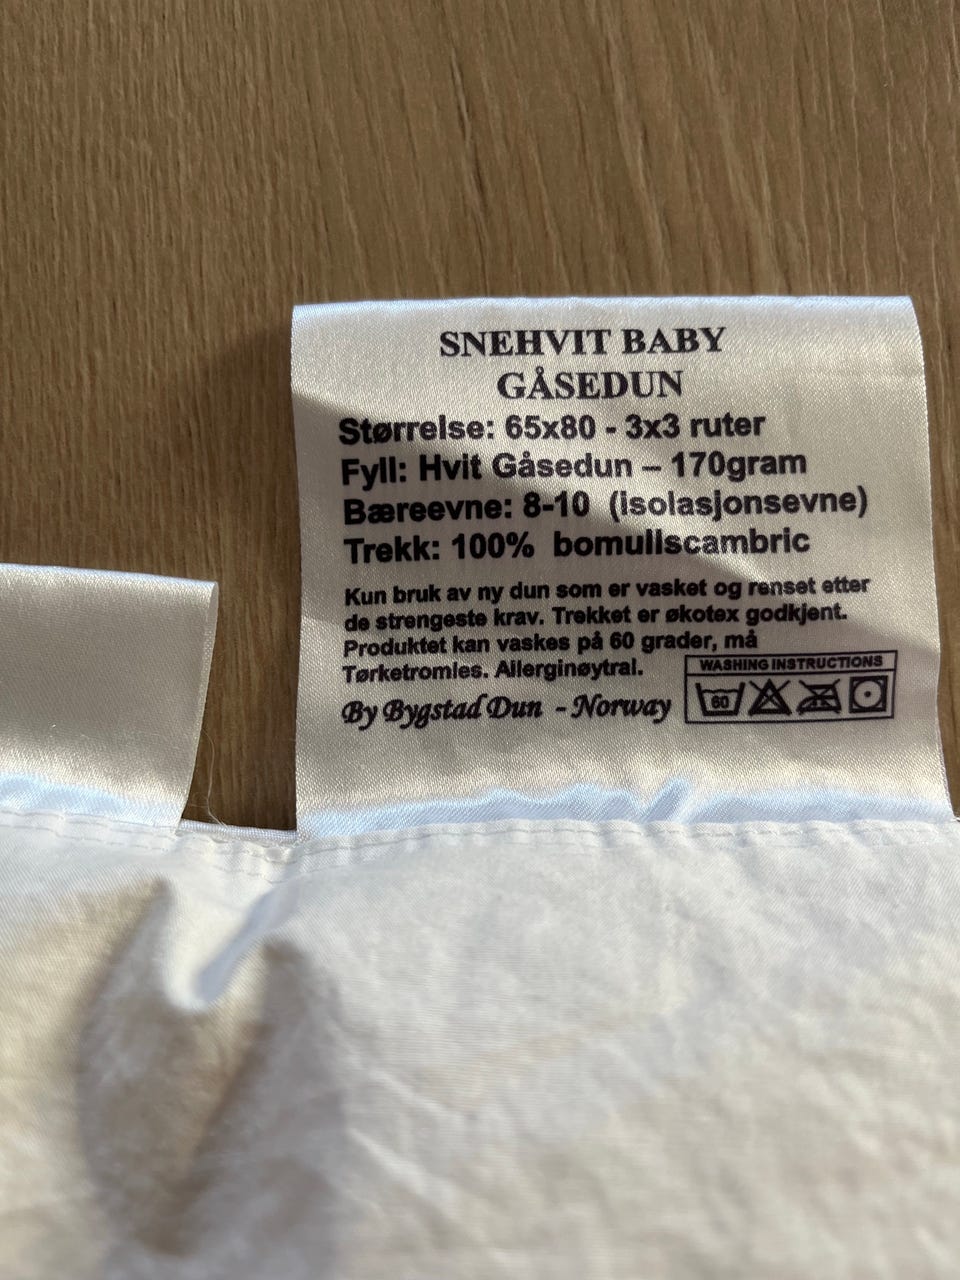 SNEHVIT BABY
GÅSEDUN
Størrelse: 65x80 - 3x3 ruter
Fyll: Hvit Gåsedun – 170gram
Bæreevne: 8-10 (isolasjonsevne)
Trekk: 100% bomullscambric
Kun bruk av ny dun som er vasket og renset etter
de strengeste krav. Trekket er økotex godkjent.
Produktet kan vaskes på 60 grader, må
Tørketromles. Allerginøytral.
WASHING INSTRUCTIONS
60
By Bygstad Dun - Norway